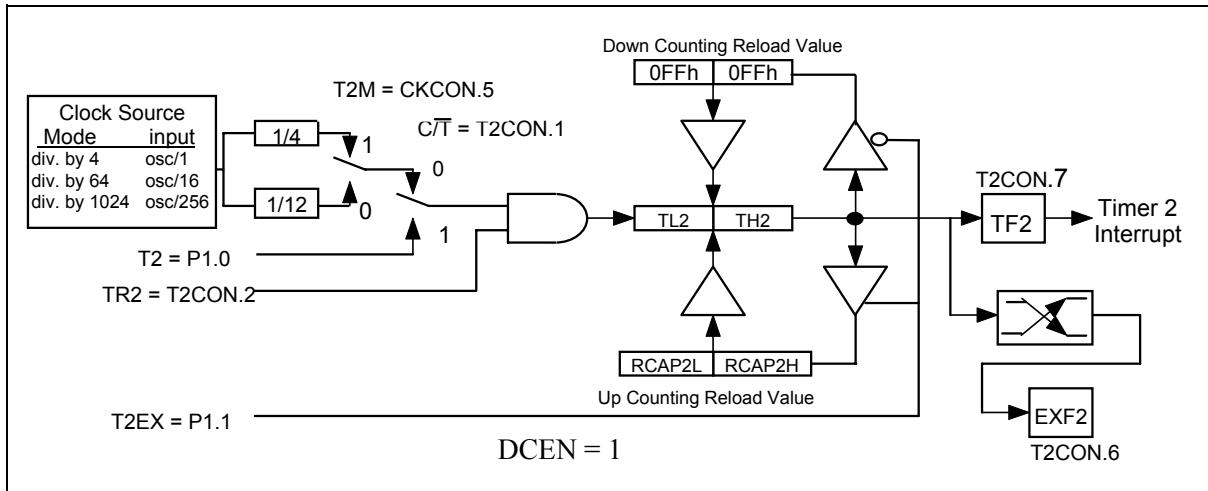 Down Counting Reload Value
0FFh 0FFh
T2M = CKCON.5
C/T̅ = T2CON.1
Clock Source
Mode input
div. by 4 osc/1
div. by 64 osc/16
div. by 1024 osc/256
1/4
1
0
1/12
0
1
T2 = P1.0
TR2 = T2CON.2
TL2 TH2
T2CON.7
TF2
Timer 2
Interrupt
RCAP2L RCAP2H
Up Counting Reload Value
T2EX = P1.1
EXF2
T2CON.6
DCEN = 1